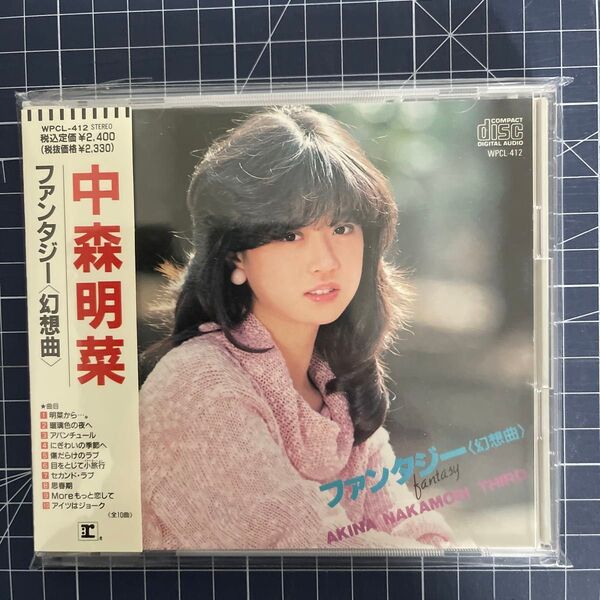 WPCL-412 STEREO
税込定価¥2,400
(税抜価格¥2,330)
中森明菜
ファンタジー〈幻想曲〉
★曲目
1 明菜から…。
2 瑠璃色の夜へ
3 アバンチュール
4 にぎわいの季節へ
5 傷だらけのラブ
6 目をとじて小旅行
7 セカンド・ラブ
8 思春期
9 Moreもっと恋して
10 アイツはジョーク
〈全10曲〉
COMPACT
disc
DIGITAL AUDIO
WPCL-412
ファンタジー〈幻想曲〉
fantasy
AKINA NAKAMORI THIRD